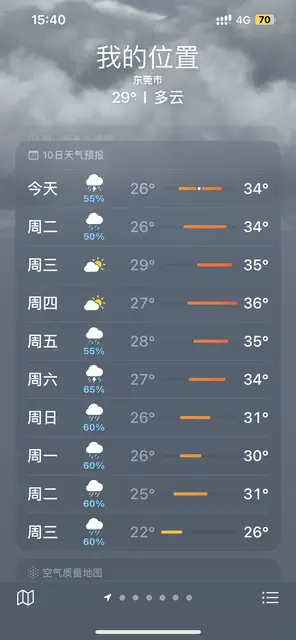 15:40
4G 70
我的位置
东莞市
29° | 多云
10日天气预报
今天 55% 26° 34°
周二 50% 26° 34°
周三 29° 35°
周四 27° 36°
周五 55% 28° 35°
周六 65% 27° 34°
周日 60% 26° 31°
周一 60% 26° 30°
周二 60% 25° 31°
周三 60% 22° 26°
空气质量地图